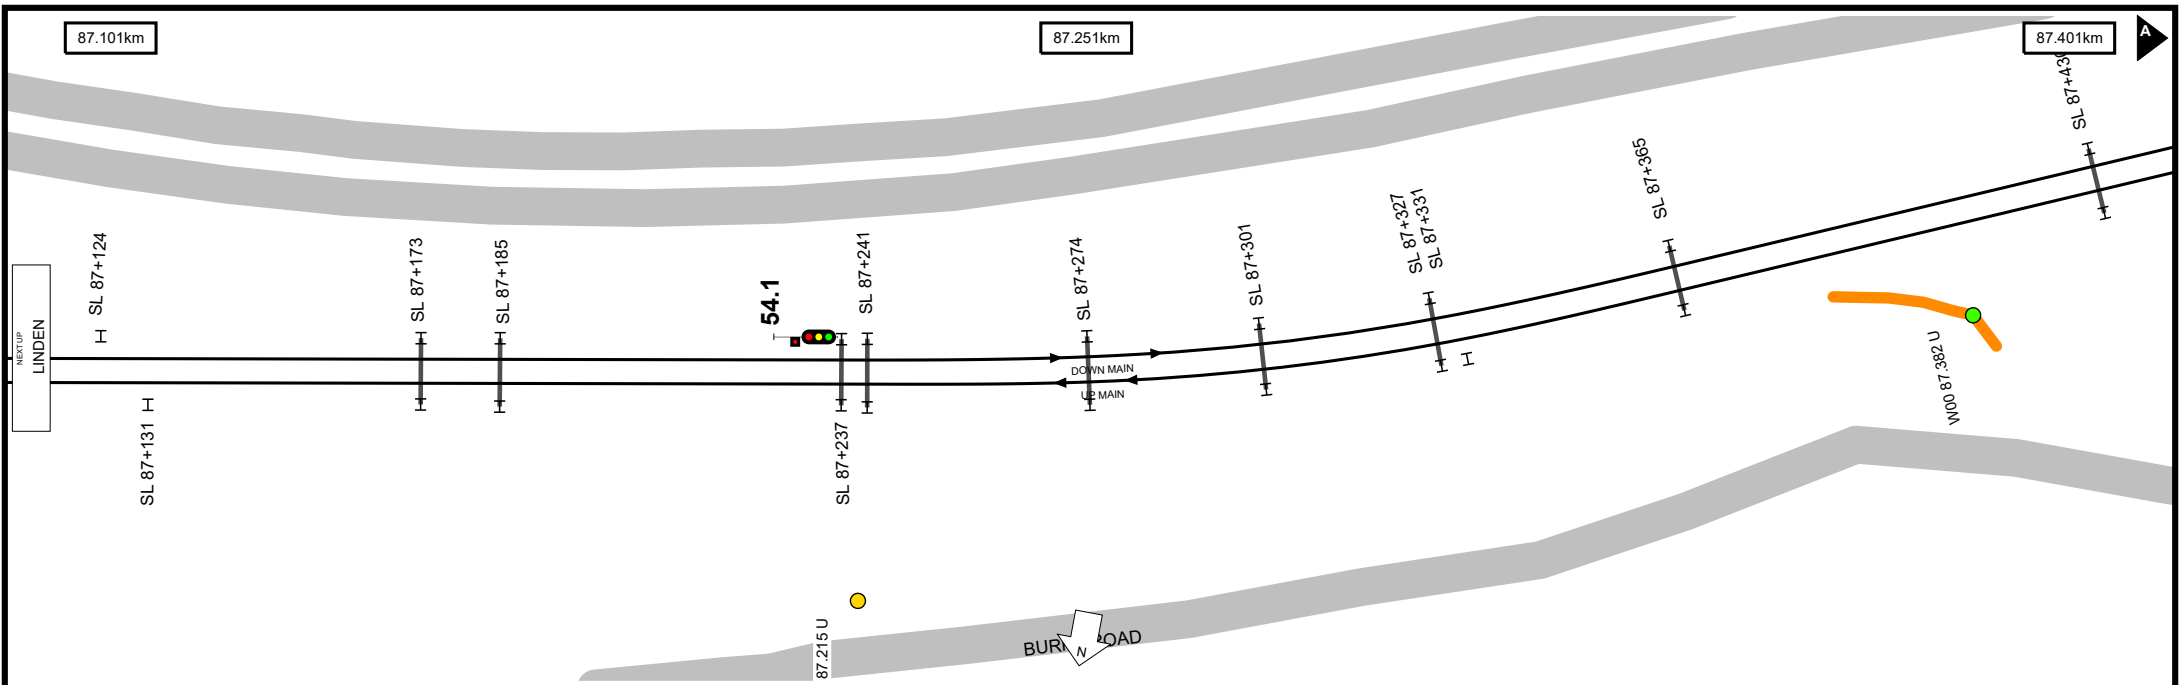 87.101km
87.251km
87.401km
A
NEXT UP
LINDEN
SL 87+124
SL 87+131
SL 87+173
SL 87+185
54.1
SL 87+237
SL 87+241
SL 87+274
DOWN MAIN
UP MAIN
SL 87+301
SL 87+327
SL 87+331
SL 87+365
W00 87.382 U
87.215 U
N